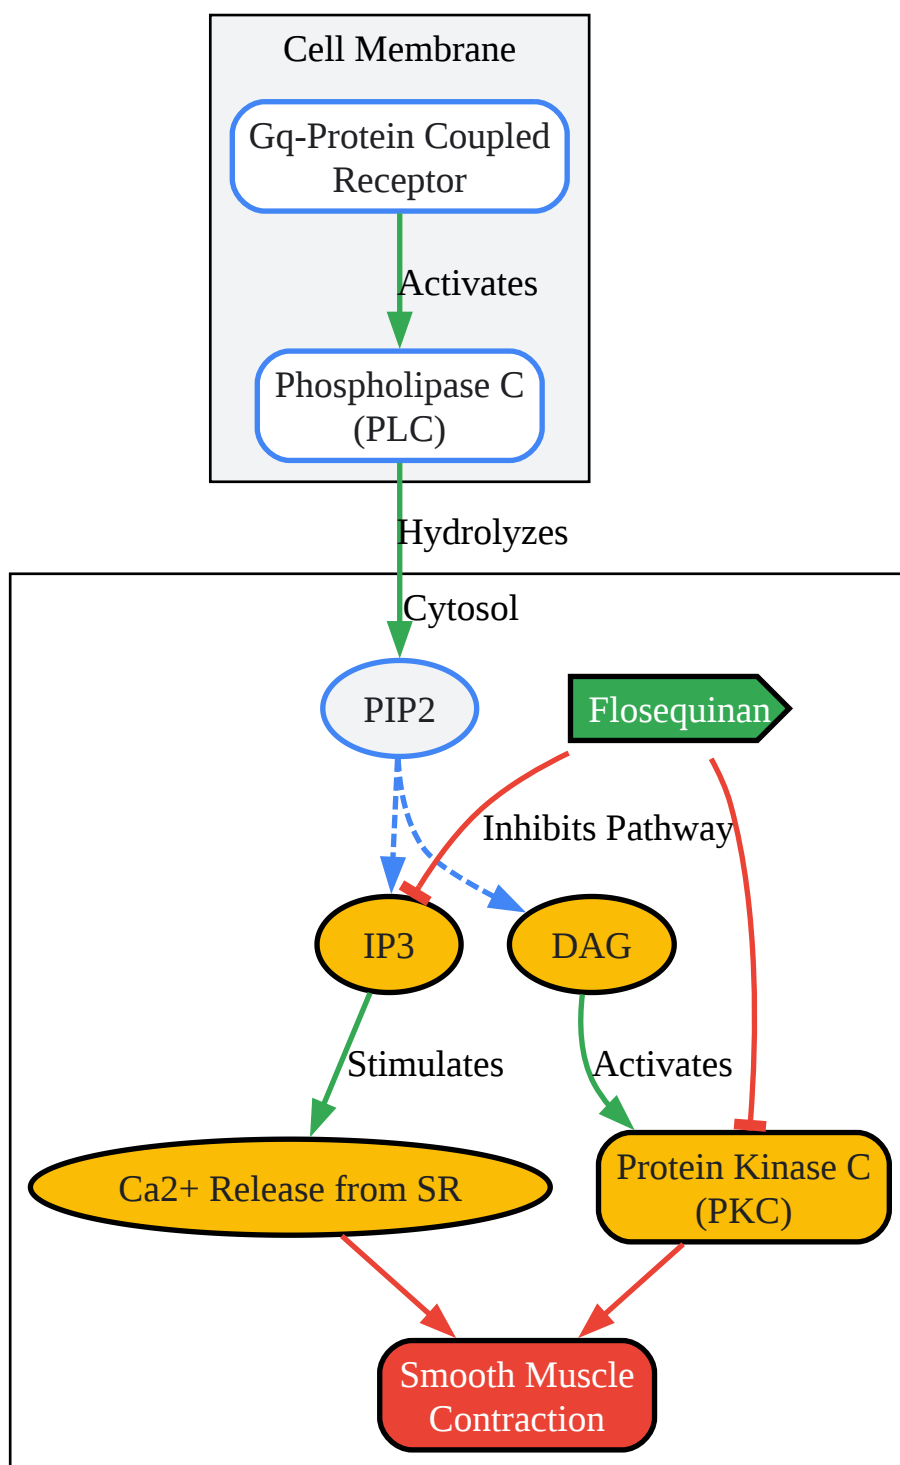 Cell Membrane
Gq-Protein Coupled
Receptor
Activates
Phospholipase C
(PLC)
Hydrolyzes
Cytosol
PIP2
Flosequinan
Inhibits Pathway
IP3
DAG
Stimulates
Activates
Ca2+ Release from SR
Protein Kinase C
(PKC)
Smooth Muscle
Contraction